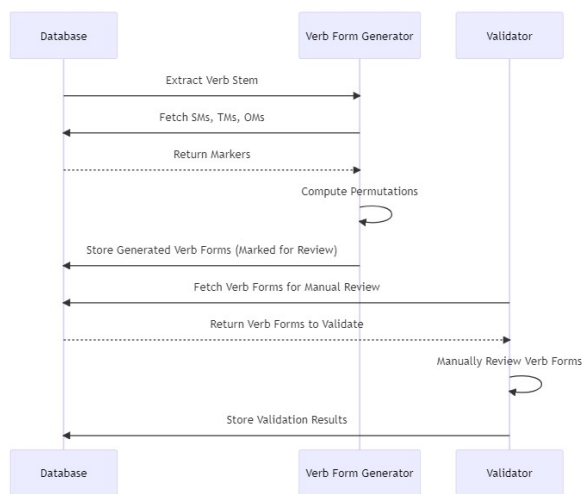 Database
Verb Form Generator
Validator
Extract Verb Stem
Fetch SMs, TMs, OMs
Return Markers
Compute Permutations
Store Generated Verb Forms (Marked for Review)
Fetch Verb Forms for Manual Review
Return Verb Forms to Validate
Manually Review Verb Forms
Store Validation Results
Database
Verb Form Generator
Validator